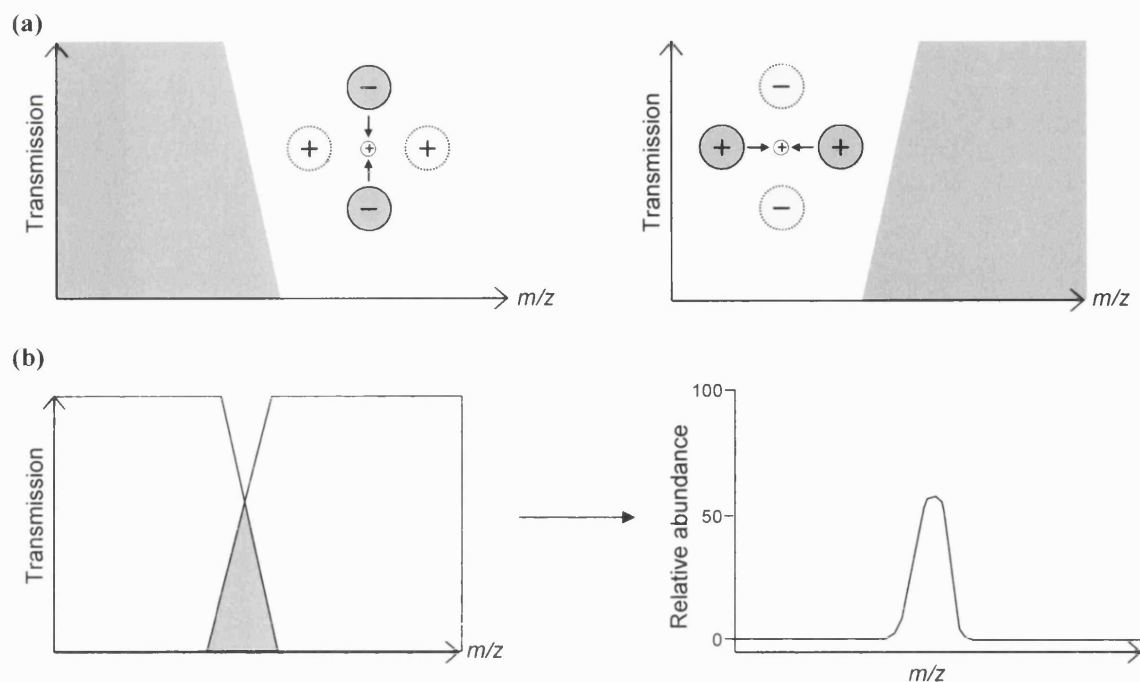 (a)
Transmission
m/z
−
+
+
+
−
Transmission
m/z
−
+
+
+
−
(b)
Transmission
m/z
Relative abundance
100
50
0
m/z